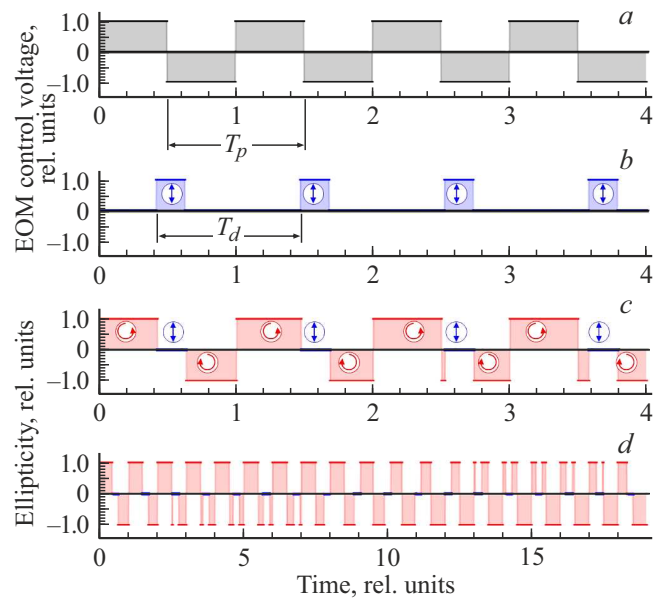 EOM control voltage,
rel. units
Ellipticity, rel. units
a
1.0
0
−1.0
0 1 2 3 4
T_p
b
1.0
0
−1.0
T_d
0 1 2 3 4
c
1.0
0
−1.0
0 1 2 3 4
d
1.0
0
−1.0
0 5 10 15
Time, rel. units